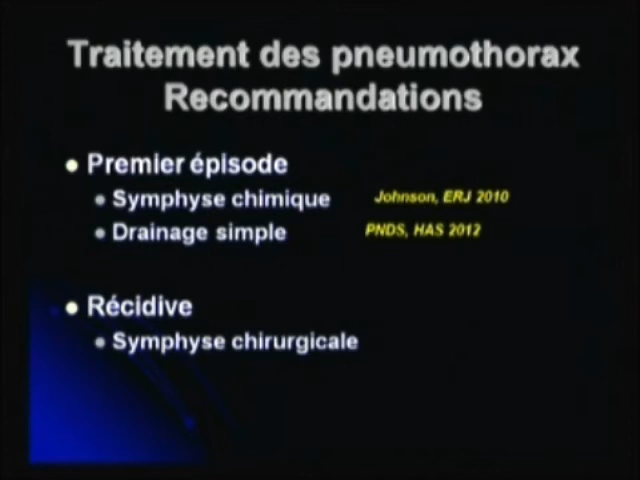 Traitement des pneumothorax
Recommandations
Premier épisode
Symphyse chimique Johnson, ERJ 2010
Drainage simple PNDS, HAS 2012
Récidive
Symphyse chirurgicale